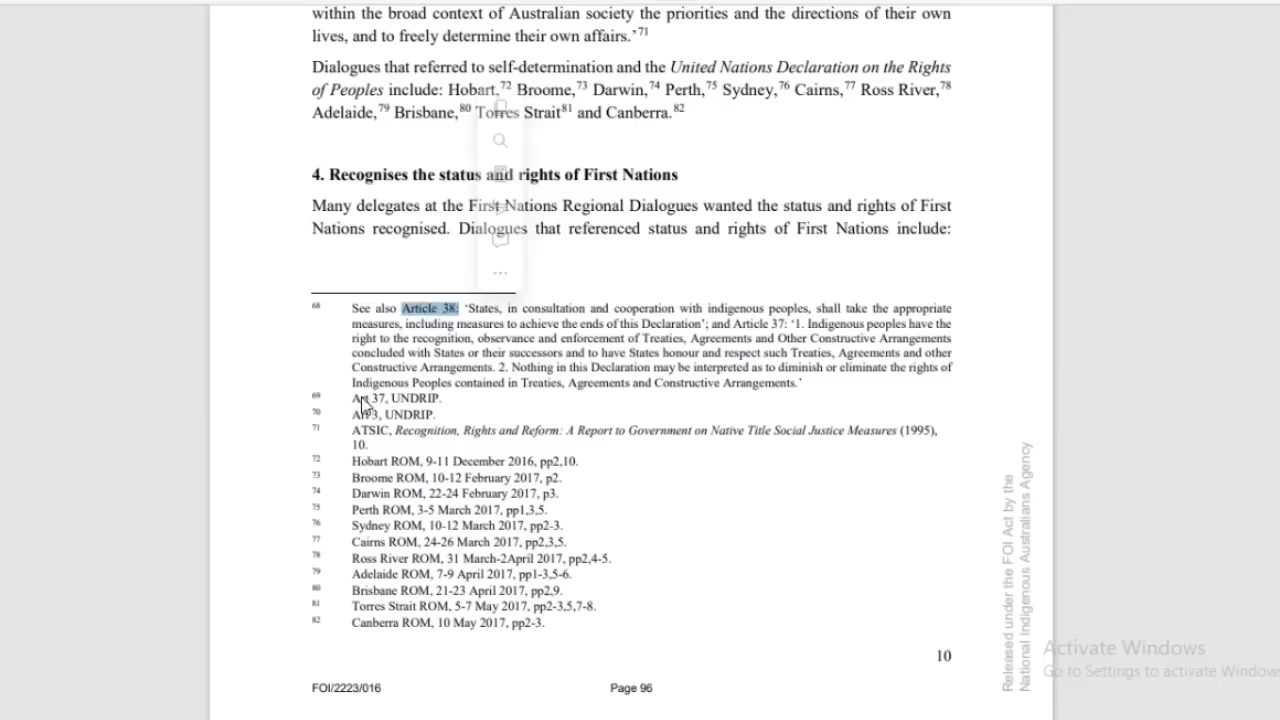 within the broad context of Australian society the priorities and the directions of their own
lives, and to freely determine their own affairs.’71
Dialogues that referred to self-determination and the United Nations Declaration on the Rights
of Peoples include: Hobart,72 Broome,73 Darwin,74 Perth,75 Sydney,76 Cairns,77 Ross River,78
Adelaide,79 Brisbane,80 Torres Strait81 and Canberra.82
4. Recognises the status and rights of First Nations
Many delegates at the First Nations Regional Dialogues wanted the status and rights of First
Nations recognised. Dialogues that referenced status and rights of First Nations include:
68 See also Article 38: ‘States, in consultation and cooperation with indigenous peoples, shall take the appropriate
measures, including measures to achieve the ends of this Declaration’; and Article 37: ‘1. Indigenous peoples have the
right to the recognition, observance and enforcement of Treaties, Agreements and Other Constructive Arrangements
concluded with States or their successors and to have States honour and respect such Treaties, Agreements and other
Constructive Arrangements. 2. Nothing in this Declaration may be interpreted as to diminish or eliminate the rights of
Indigenous Peoples contained in Treaties, Agreements and Constructive Arrangements.’
69 Art 37, UNDRIP.
70 Art 3, UNDRIP.
71 ATSIC, Recognition, Rights and Reform: A Report to Government on Native Title Social Justice Measures (1995),
10.
72 Hobart ROM, 9-11 December 2016, pp2,10.
73 Broome ROM, 10-12 February 2017, p2.
74 Darwin ROM, 22-24 February 2017, p3.
75 Perth ROM, 3-5 March 2017, pp1,3,5.
76 Sydney ROM, 10-12 March 2017, pp2-3.
77 Cairns ROM, 24-26 March 2017, pp2,3,5.
78 Ross River ROM, 31 March-2April 2017, pp2,4-5.
79 Adelaide ROM, 7-9 April 2017, pp1-3,5-6.
80 Brisbane ROM, 21-23 April 2017, pp2,9.
81 Torres Strait ROM, 5-7 May 2017, pp2-3,5,7-8.
82 Canberra ROM, 10 May 2017, pp2-3.
10
FOI/2223/016 Page 96
Released under the FOI Act by the
National Indigenous Australians Agency
Activate Windows
Go to Settings to activate Windows